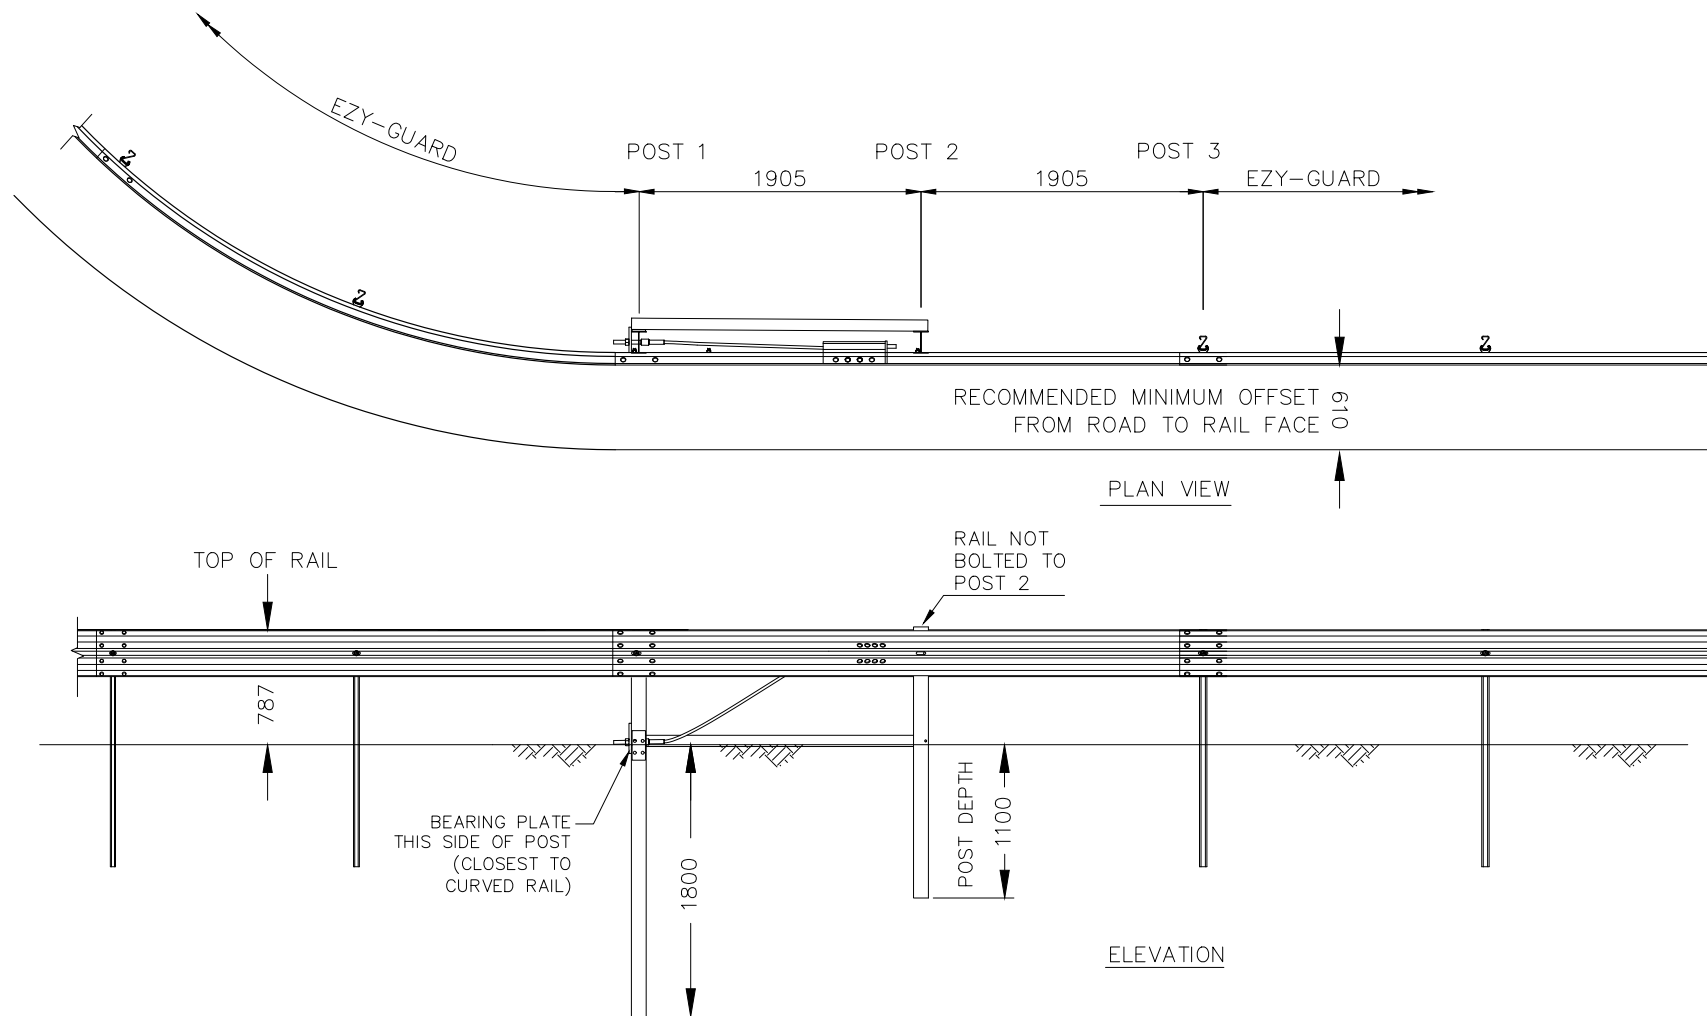 EZY-GUARD
POST 1
POST 2
POST 3
1905
1905
EZY-GUARD
RECOMMENDED MINIMUM OFFSET
FROM ROAD TO RAIL FACE
610
PLAN VIEW
RAIL NOT
BOLTED TO
POST 2
TOP OF RAIL
787
BEARING PLATE
THIS SIDE OF POST
(CLOSEST TO
CURVED RAIL)
1800
POST DEPTH
1100
ELEVATION